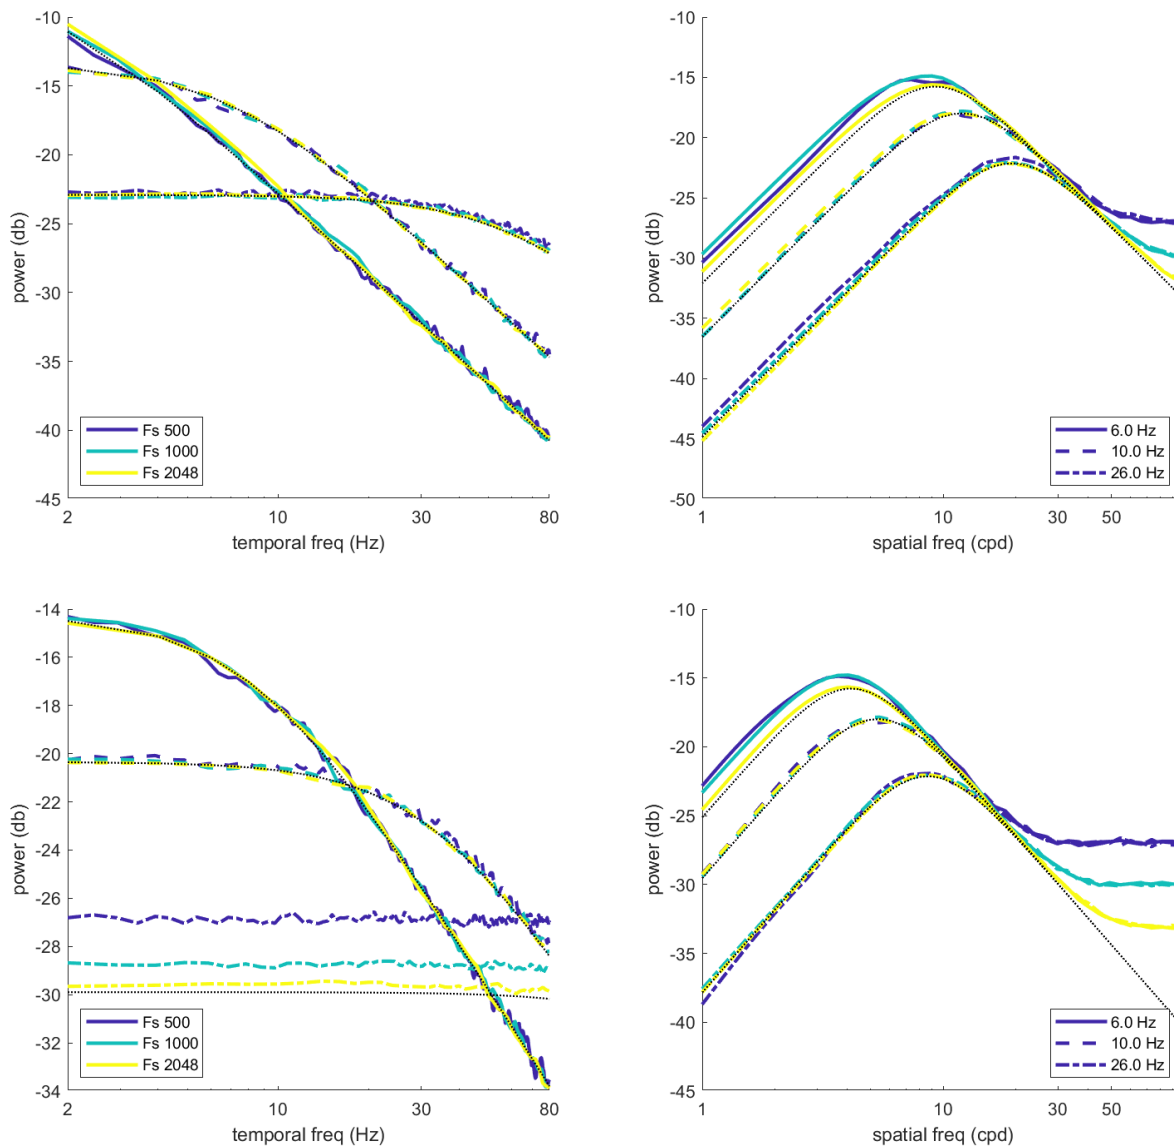 -10
-15
-20
-25
-30
-35
-40
-45
power (db)
2
10
30
80
temporal freq (Hz)
Fs 500
Fs 1000
Fs 2048
-10
-15
-20
-25
-30
-35
-40
-45
-50
power (db)
1
10
30
50
spatial freq (cpd)
6.0 Hz
10.0 Hz
26.0 Hz
-14
-16
-18
-20
-22
-24
-26
-28
-30
-32
-34
power (db)
2
10
30
80
temporal freq (Hz)
Fs 500
Fs 1000
Fs 2048
-10
-15
-20
-25
-30
-35
-40
-45
power (db)
1
10
30
50
spatial freq (cpd)
6.0 Hz
10.0 Hz
26.0 Hz